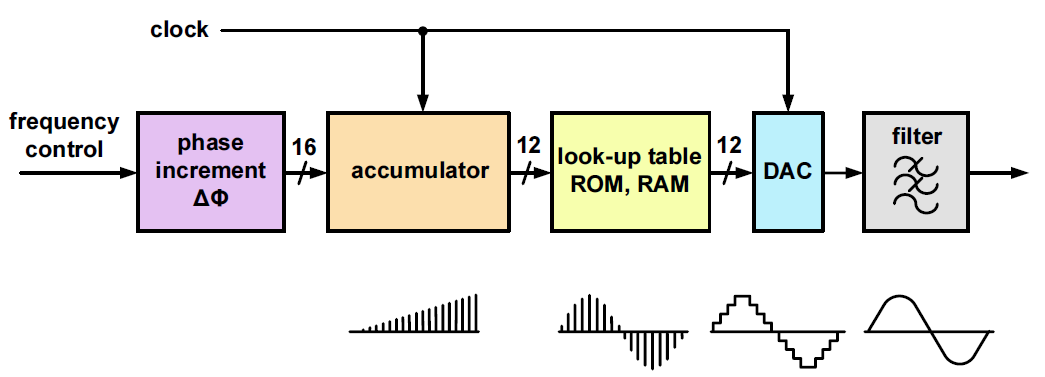 clock
frequency
control
phase
increment
ΔΦ
16
accumulator
12
look-up table
ROM, RAM
12
DAC
filter